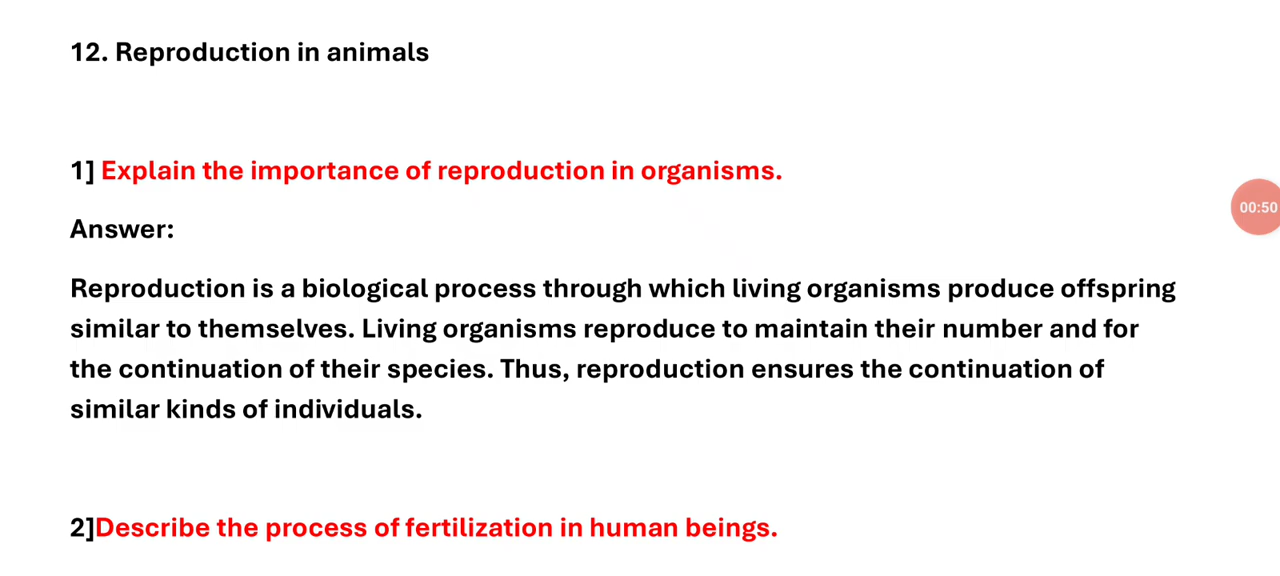 12. Reproduction in animals
1] Explain the importance of reproduction in organisms.
00:50
Answer:
Reproduction is a biological process through which living organisms produce offspring
similar to themselves. Living organisms reproduce to maintain their number and for
the continuation of their species. Thus, reproduction ensures the continuation of
similar kinds of individuals.
2]Describe the process of fertilization in human beings.